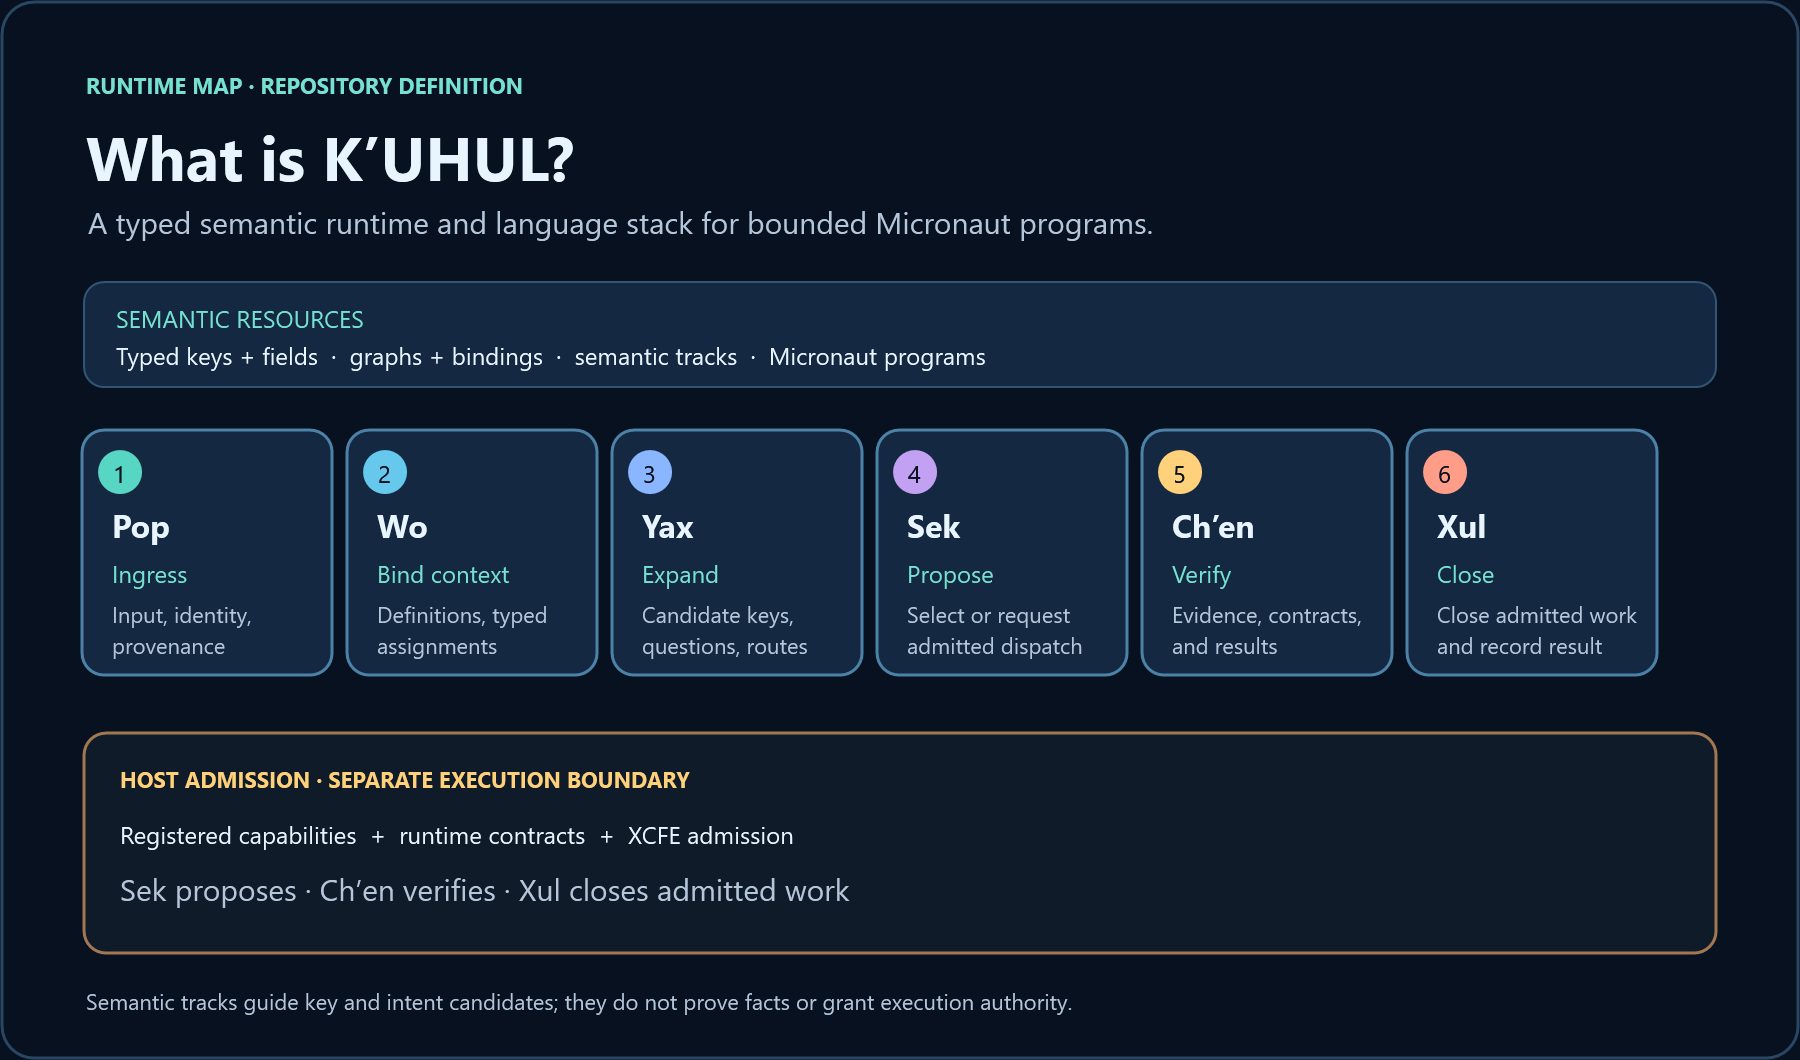 RUNTIME MAP · REPOSITORY DEFINITION
What is K’UHUL?
A typed semantic runtime and language stack for bounded Micronaut programs.
SEMANTIC RESOURCES
Typed keys + fields · graphs + bindings · semantic tracks · Micronaut programs
1
Pop
Ingress
Input, identity,
provenance
2
Wo
Bind context
Definitions, typed
assignments
3
Yax
Expand
Candidate keys,
questions, routes
4
Sek
Propose
Select or request
admitted dispatch
5
Ch’en
Verify
Evidence, contracts,
and results
6
Xul
Close
Close admitted work
and record result
HOST ADMISSION · SEPARATE EXECUTION BOUNDARY
Registered capabilities + runtime contracts + XCFE admission
Sek proposes · Ch’en verifies · Xul closes admitted work
Semantic tracks guide key and intent candidates; they do not prove facts or grant execution authority.